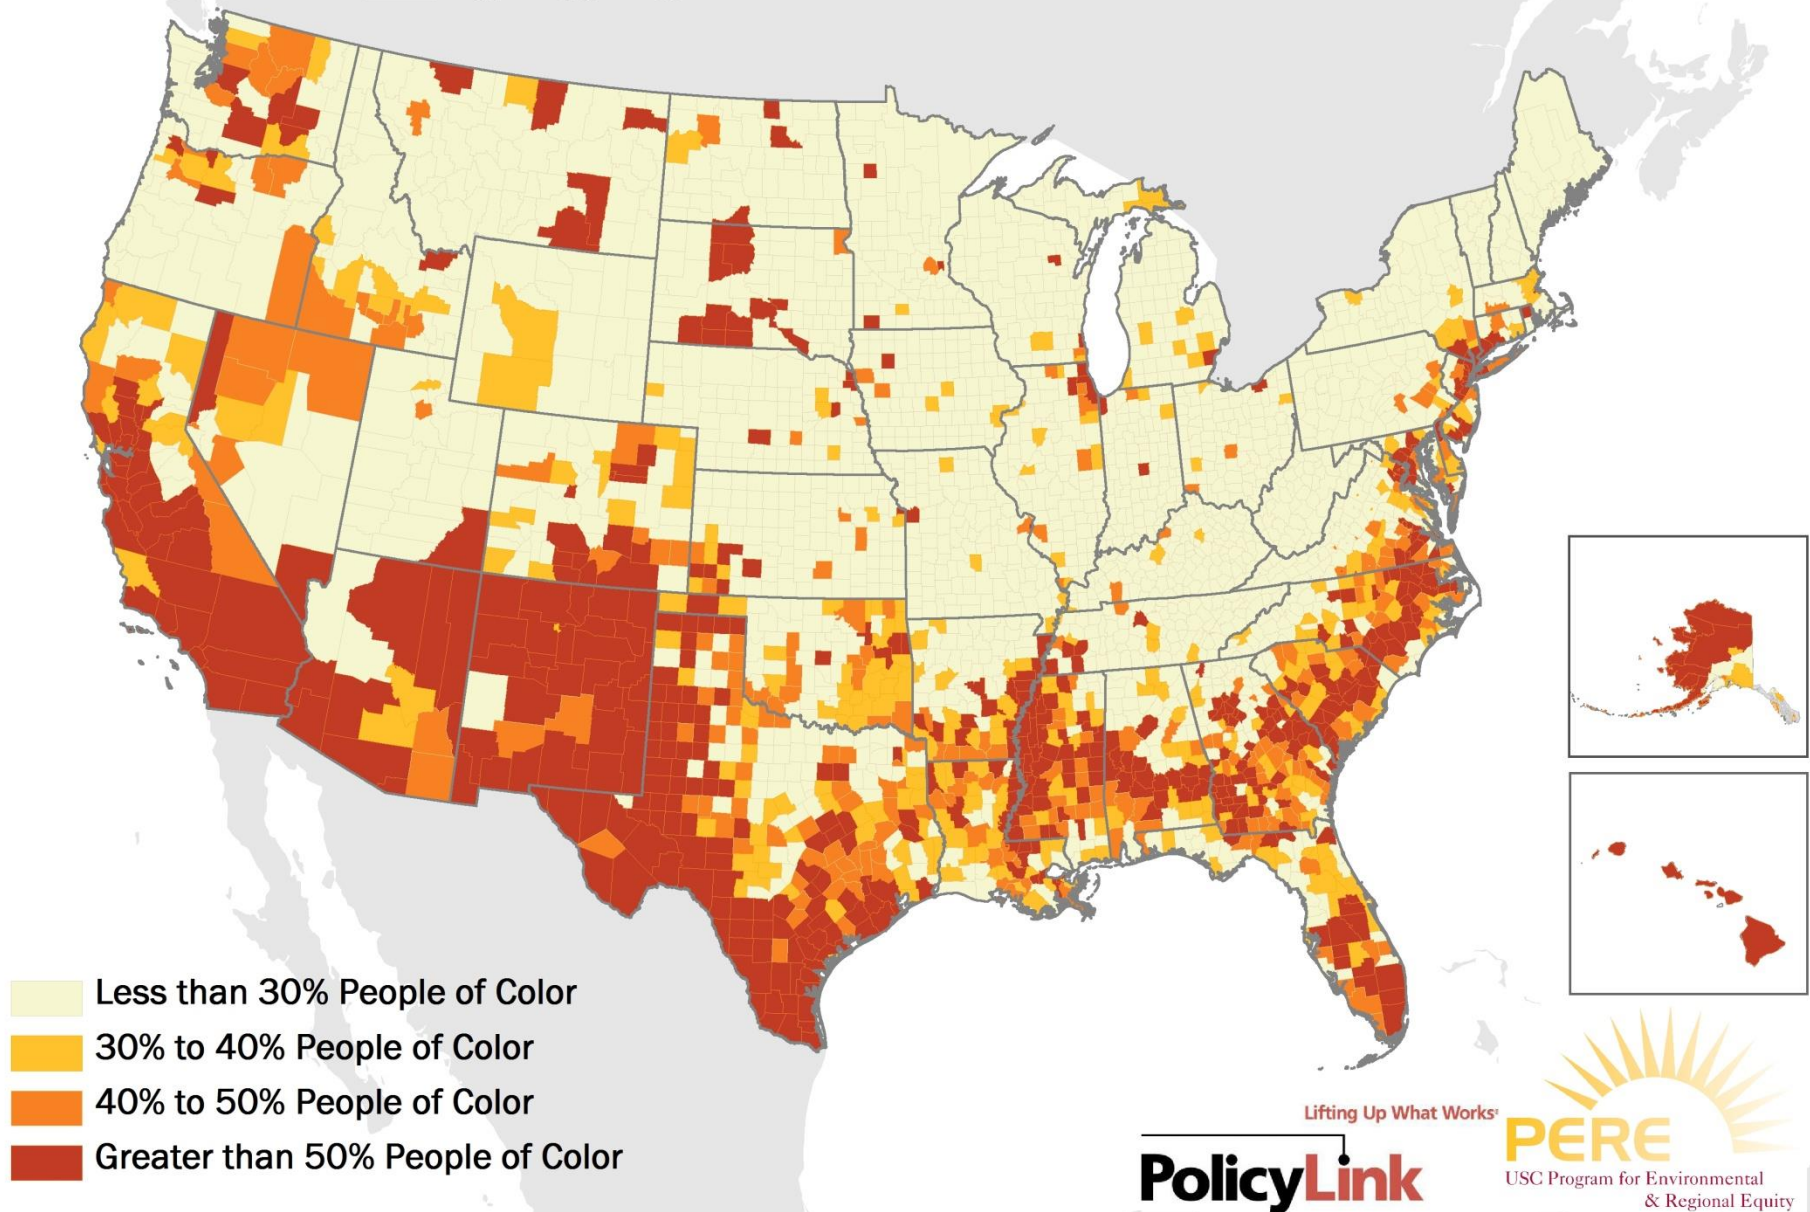 Less than 30% People of Color
30% to 40% People of Color
40% to 50% People of Color
Greater than 50% People of Color
Lifting Up What Works
PolicyLink
PERE
USC Program for Environmental
& Regional Equity